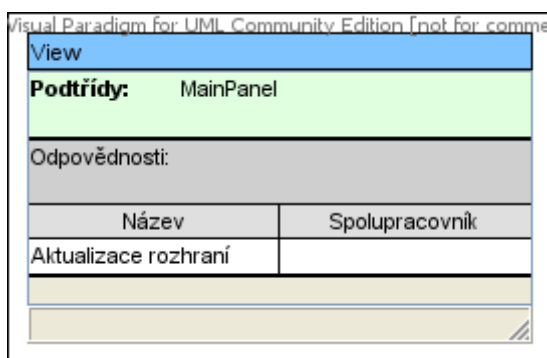 Visual Paradigm for UML Community Edition [not for comme
View
Podtřídy: MainPanel
Odpovědnosti:
Název Spolupracovník
Aktualizace rozhraní